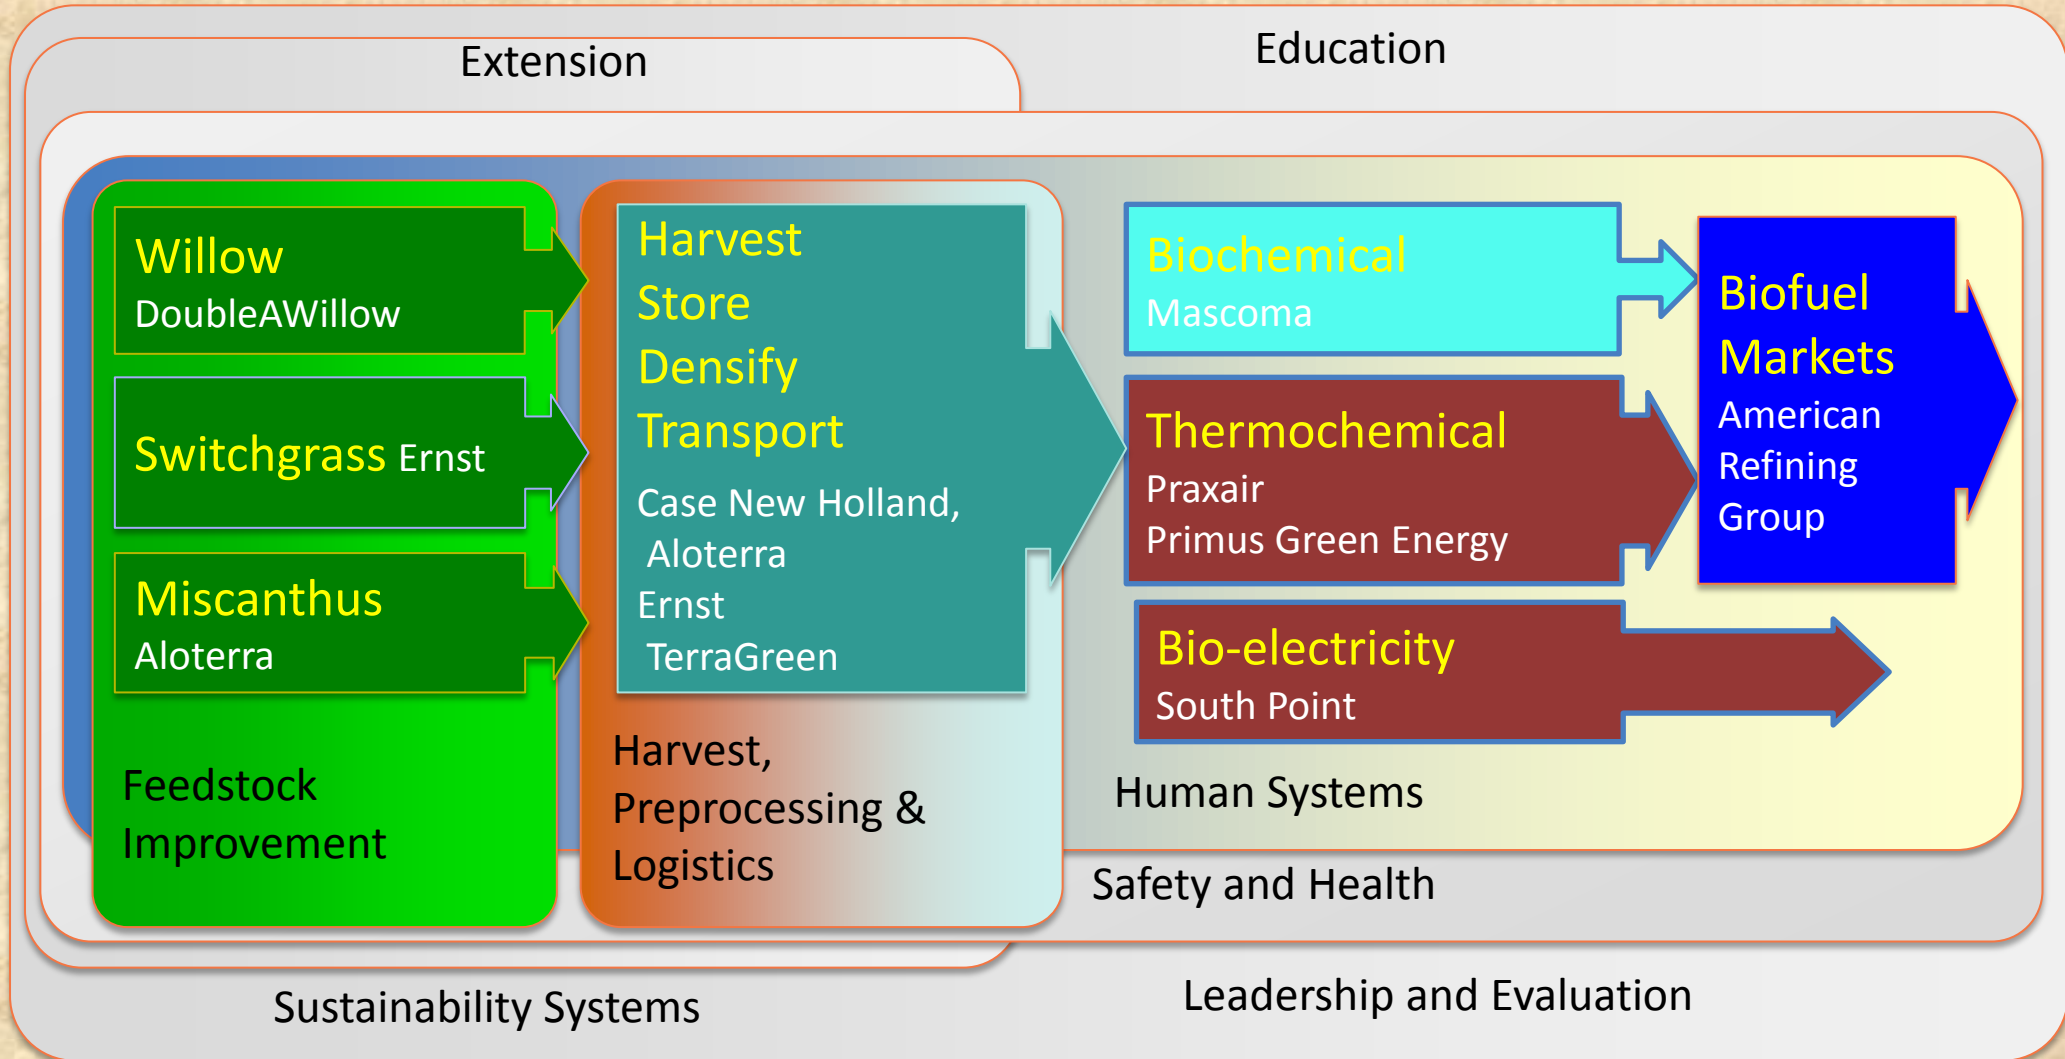 Extension
Education
Willow
DoubleAWillow
Switchgrass Ernst
Miscanthus
Aloterra
Feedstock
Improvement
Harvest
Store
Densify
Transport
Case New Holland,
Aloterra
Ernst
TerraGreen
Harvest,
Preprocessing &
Logistics
Biochemical
Mascoma
Thermochemical
Praxair
Primus Green Energy
Bio-electricity
South Point
Biofuel
Markets
American
Refining
Group
Human Systems
Safety and Health
Sustainability Systems
Leadership and Evaluation